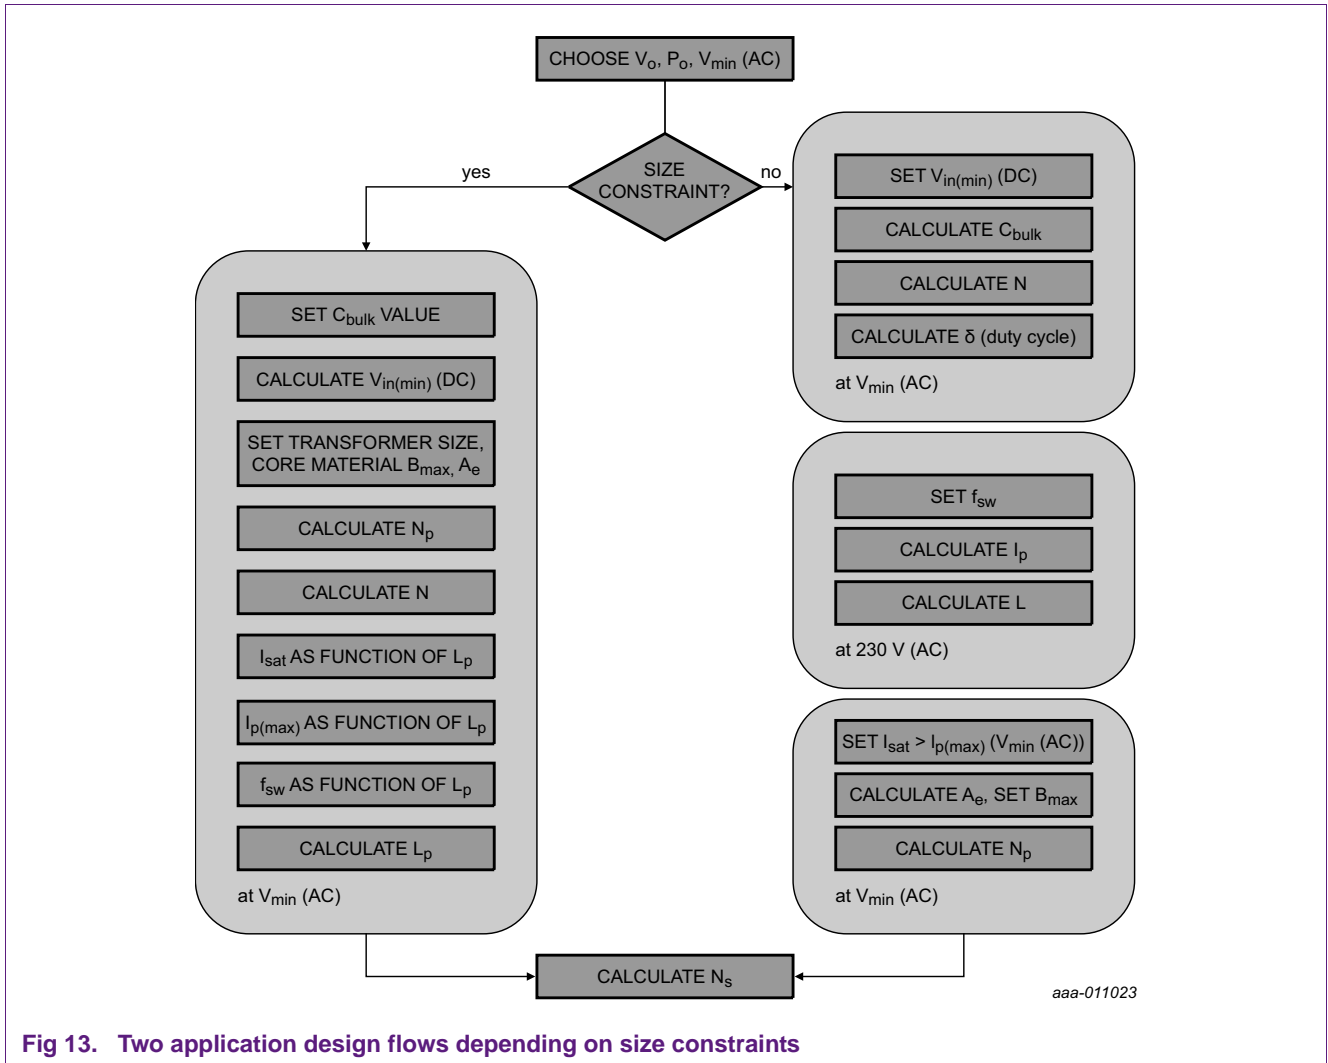 CHOOSE Vo, Po, Vmin (AC)
SIZE
CONSTRAINT?
yes
no
SET Cbulk VALUE
CALCULATE Vin(min) (DC)
SET TRANSFORMER SIZE,
CORE MATERIAL Bmax, Ae
CALCULATE Np
CALCULATE N
Isat AS FUNCTION OF Lp
Ip(max) AS FUNCTION OF Lp
fsw AS FUNCTION OF Lp
CALCULATE Lp
at Vmin (AC)
SET Vin(min) (DC)
CALCULATE Cbulk
CALCULATE N
CALCULATE δ (duty cycle)
at Vmin (AC)
SET fsw
CALCULATE Ip
CALCULATE L
at 230 V (AC)
SET Isat > Ip(max) (Vmin (AC))
CALCULATE Ae, SET Bmax
CALCULATE Np
at Vmin (AC)
CALCULATE Ns
aaa-011023
Fig 13. Two application design flows depending on size constraints